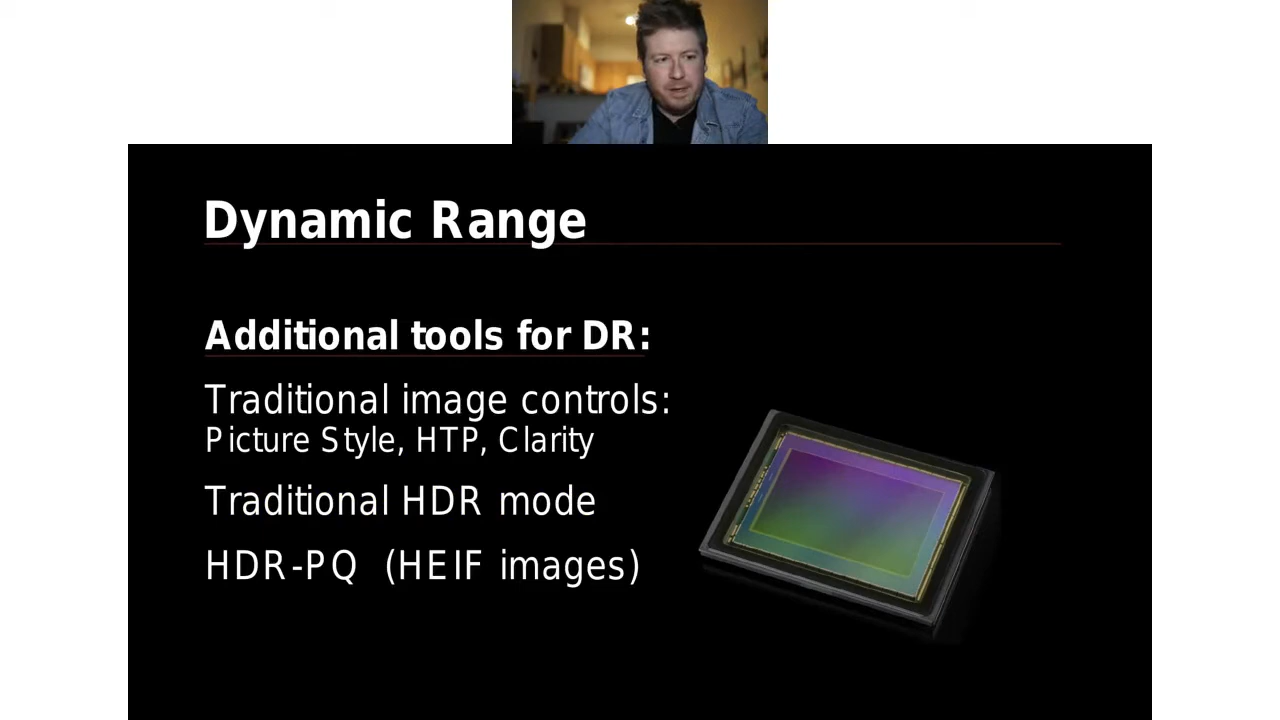 Dynamic Range
Additional tools for DR:
Traditional image controls:
Picture Style, HTP, Clarity
Traditional HDR mode
HDR-PQ (HEIF images)